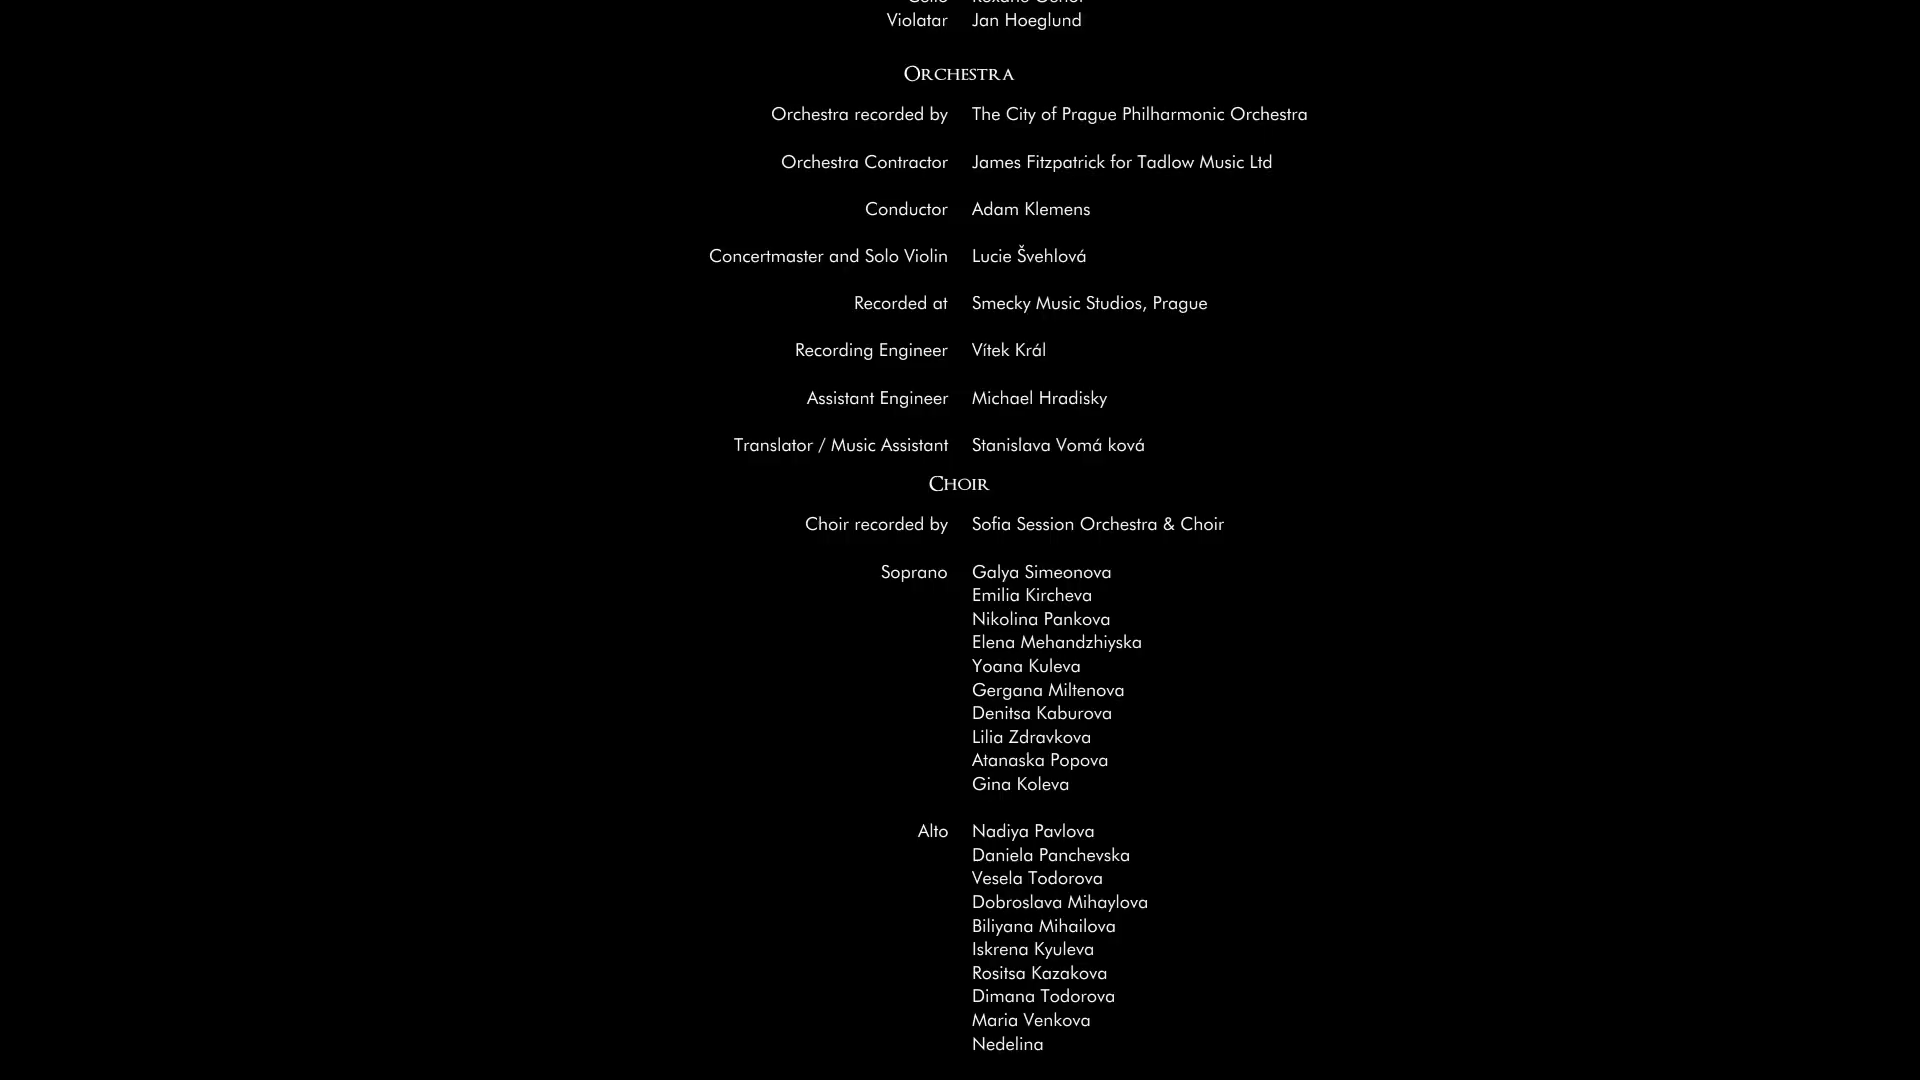 Violatar Jan Hoeglund
Orchestra
Orchestra recorded by The City of Prague Philharmonic Orchestra
Orchestra Contractor James Fitzpatrick for Tadlow Music Ltd
Conductor Adam Klemens
Concertmaster and Solo Violin Lucie Švehlová
Recorded at Smecky Music Studios, Prague
Recording Engineer Vítek Král
Assistant Engineer Michael Hradisky
Translator / Music Assistant Stanislava Vomá ková
Choir
Choir recorded by Sofia Session Orchestra & Choir
Soprano Galya Simeonova
Emilia Kircheva
Nikolina Pankova
Elena Mehandzhiyska
Yoana Kuleva
Gergana Miltenova
Denitsa Kaburova
Lilia Zdravkova
Atanaska Popova
Gina Koleva
Alto Nadiya Pavlova
Daniela Panchevska
Vesela Todorova
Dobroslava Mihaylova
Biliyana Mihailova
Iskrena Kyuleva
Rositsa Kazakova
Dimana Todorova
Maria Venkova
Nedelina